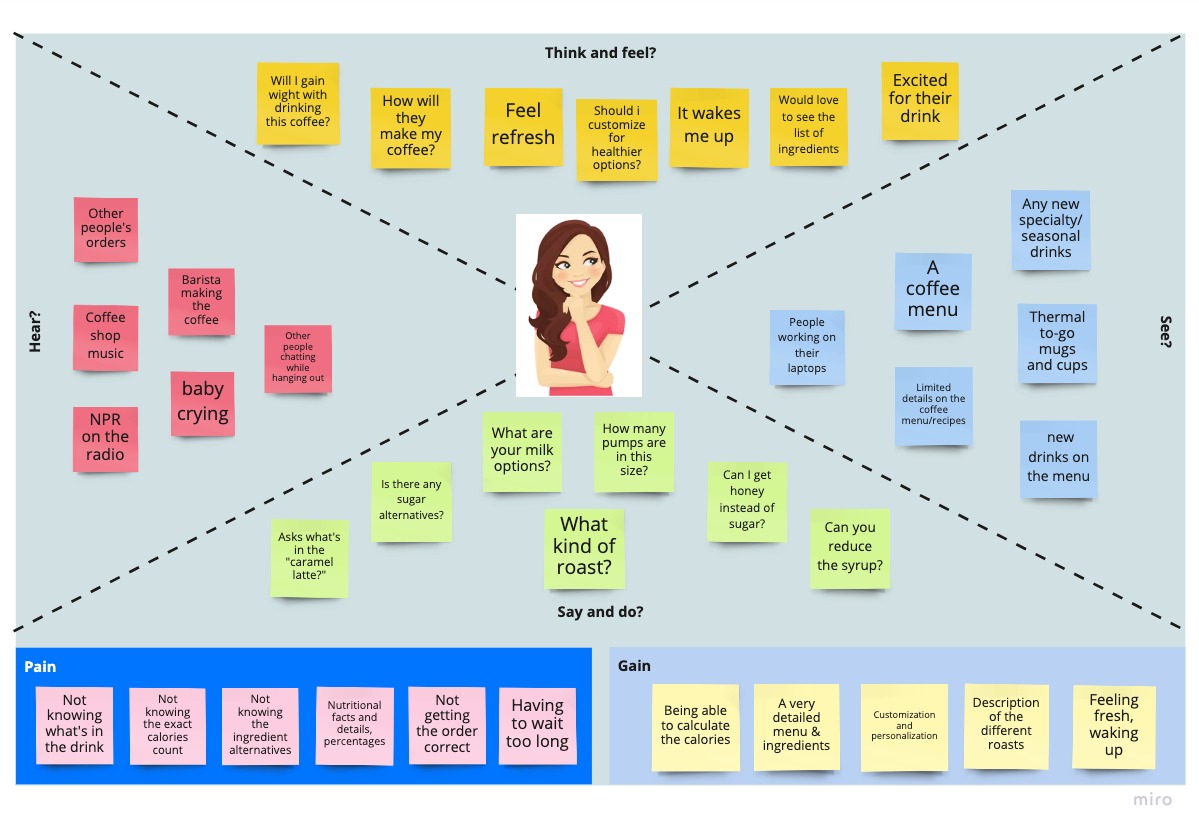 Think and feel?
Will I gain
wight with
drinking
this coffee?
How will
they
make my
coffee?
Feel
refresh
Should i
customize
for
healthier
options?
It wakes
me up
Would love
to see the
list of
ingredients
Excited
for their
drink
Hear?
Other
people's
orders
Barista
making
the
coffee
Coffee
shop
music
Other
people
chatting
while
hanging out
baby
crying
NPR
on the
radio
See?
Any new
specialty/
seasonal
drinks
A
coffee
menu
People
working on
their
laptops
Thermal
to-go
mugs
and cups
Limited
details on the
coffee
menu/recipes
new
drinks on
the menu
What are
your milk
options?
How many
pumps are
in this
size?
Is there any
sugar
alternatives?
Can I get
honey
instead of
sugar?
Asks what's
in the
"caramel
latte?"
What
kind of
roast?
Can you
reduce
the syrup?
Say and do?
Pain
Not
knowing
what's in
the drink
Not
knowing
the exact
calories
count
Not
knowing
the
ingredient
alternatives
Nutritional
facts and
details,
percentages
Not
getting
the order
correct
Having
to wait
too long
Gain
Being able
to calculate
the calories
A very
detailed
menu &
ingredients
Customization
and
personalization
Description
of the
different
roasts
Feeling
fresh,
waking
up
miro